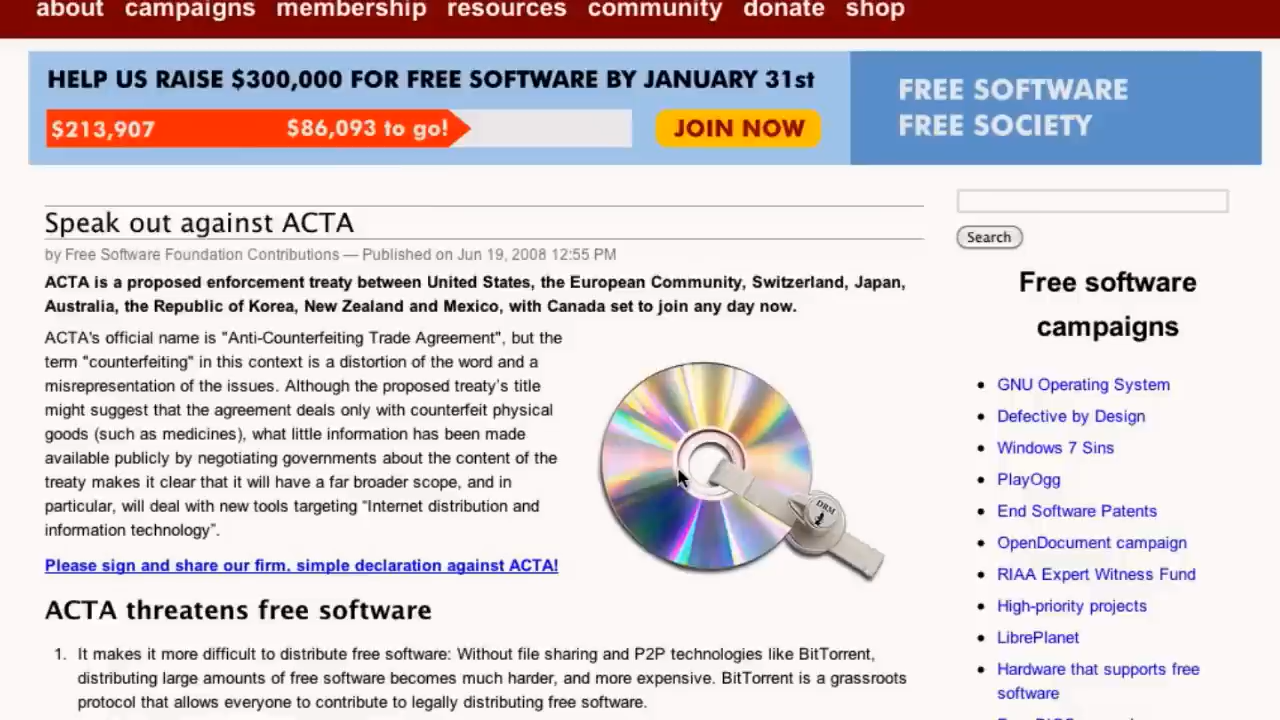 about campaigns membership resources community donate shop
HELP US RAISE $300,000 FOR FREE SOFTWARE BY JANUARY 31st
$213,907 $86,093 to go! JOIN NOW
FREE SOFTWARE
FREE SOCIETY
Speak out against ACTA
by Free Software Foundation Contributions — Published on Jun 19, 2008 12:55 PM
ACTA is a proposed enforcement treaty between United States, the European Community, Switzerland, Japan,
Australia, the Republic of Korea, New Zealand and Mexico, with Canada set to join any day now.
ACTA's official name is "Anti-Counterfeiting Trade Agreement", but the
term "counterfeiting" in this context is a distortion of the word and a
misrepresentation of the issues. Although the proposed treaty's title
might suggest that the agreement deals only with counterfeit physical
goods (such as medicines), what little information has been made
available publicly by negotiating governments about the content of the
treaty makes it clear that it will have a far broader scope, and in
particular, will deal with new tools targeting “Internet distribution and
information technology”.
Please sign and share our firm. simple declaration against ACTA!
DRM
ACTA threatens free software
1. It makes it more difficult to distribute free software: Without file sharing and P2P technologies like BitTorrent,
distributing large amounts of free software becomes much harder, and more expensive. BitTorrent is a grassroots
protocol that allows everyone to contribute to legally distributing free software.
Search
Free software
campaigns
GNU Operating System
Defective by Design
Windows 7 Sins
PlayOgg
End Software Patents
OpenDocument campaign
RIAA Expert Witness Fund
High-priority projects
LibrePlanet
Hardware that supports free
software